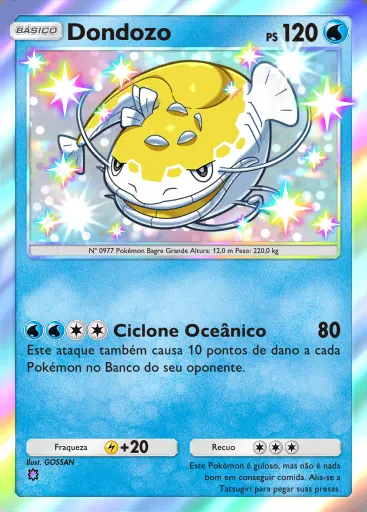 BÁSICO Dondozo PS 120
Nº 0977 Pokémon Bagre Grande Altura: 12,0 m Peso: 220,0 kg
Ciclone Oceânico 80
Este ataque também causa 10 pontos de dano a cada
Pokémon no Banco do seu oponente.
Fraqueza +20 Recuo
Ilust. GOSSAN
Este Pokémon é guloso, mas não é nada
bom em conseguir comida. Alia-se a
Tatsugiri para pegar suas presas.